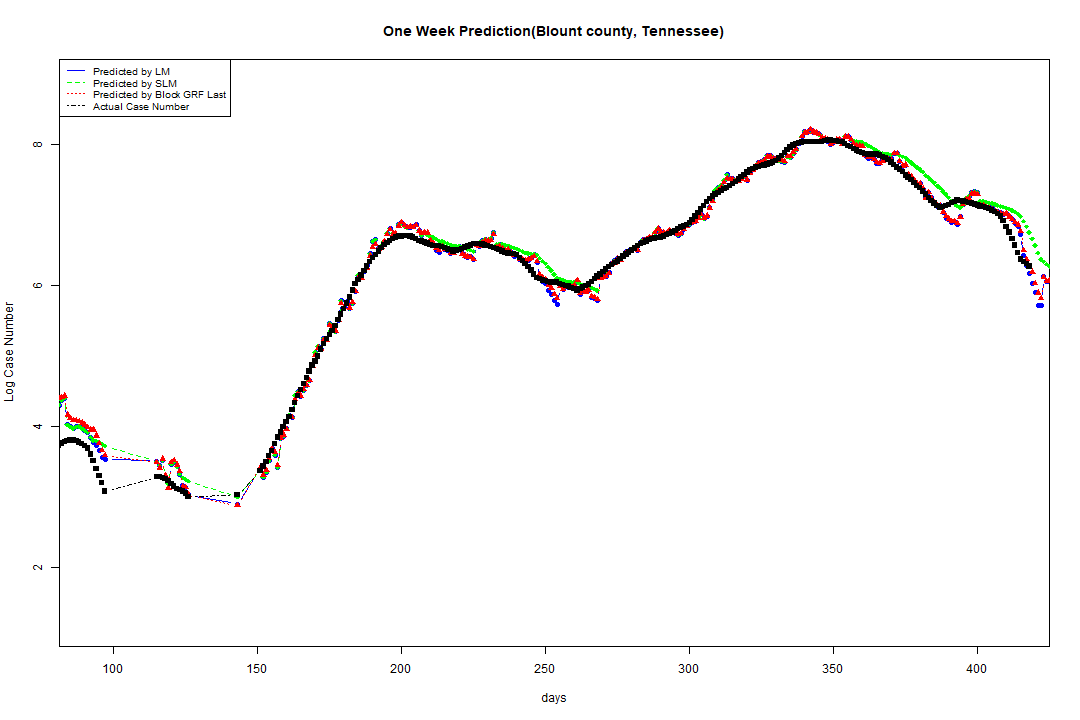 One Week Prediction(Blount county, Tennessee)
Predicted by LM
Predicted by SLM
Predicted by Block GRF Last
Actual Case Number
8
6
4
2
Log Case Number
100 150 200 250 300 350 400
days